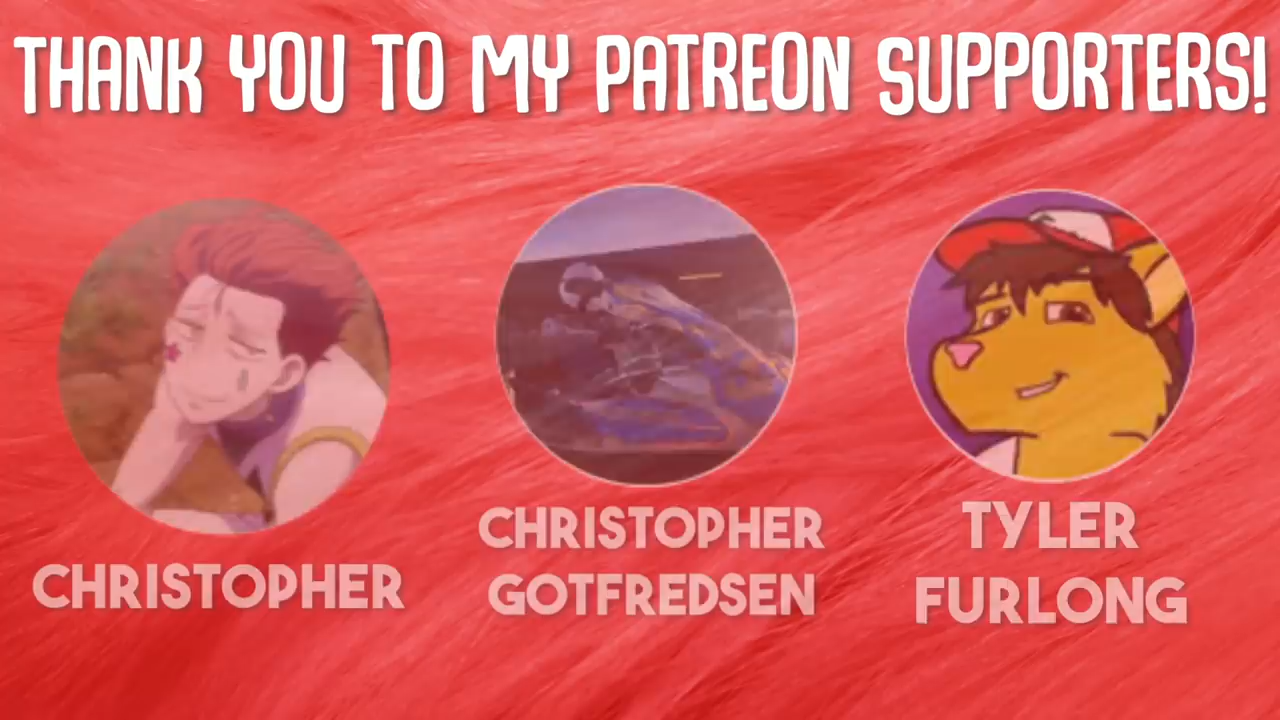 THANK YOU TO MY PATREON SUPPORTERS!
CHRISTOPHER
CHRISTOPHER
GOTFREDSEN
TYLER
FURLONG